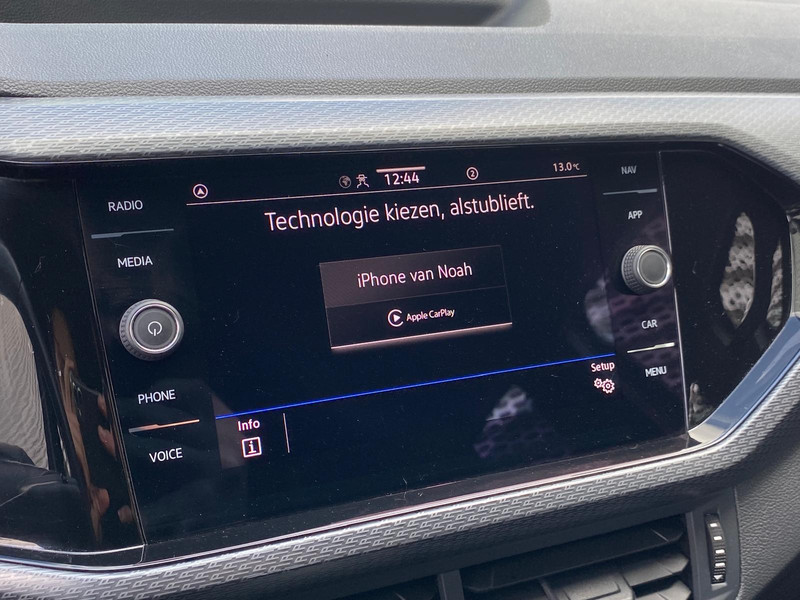 RADIO
MEDIA
PHONE
VOICE
12:44
2
13.0°C
Technologie kiezen, alstublieft.
iPhone van Noah
Apple CarPlay
Info
i
Setup
NAV
APP
CAR
MENU